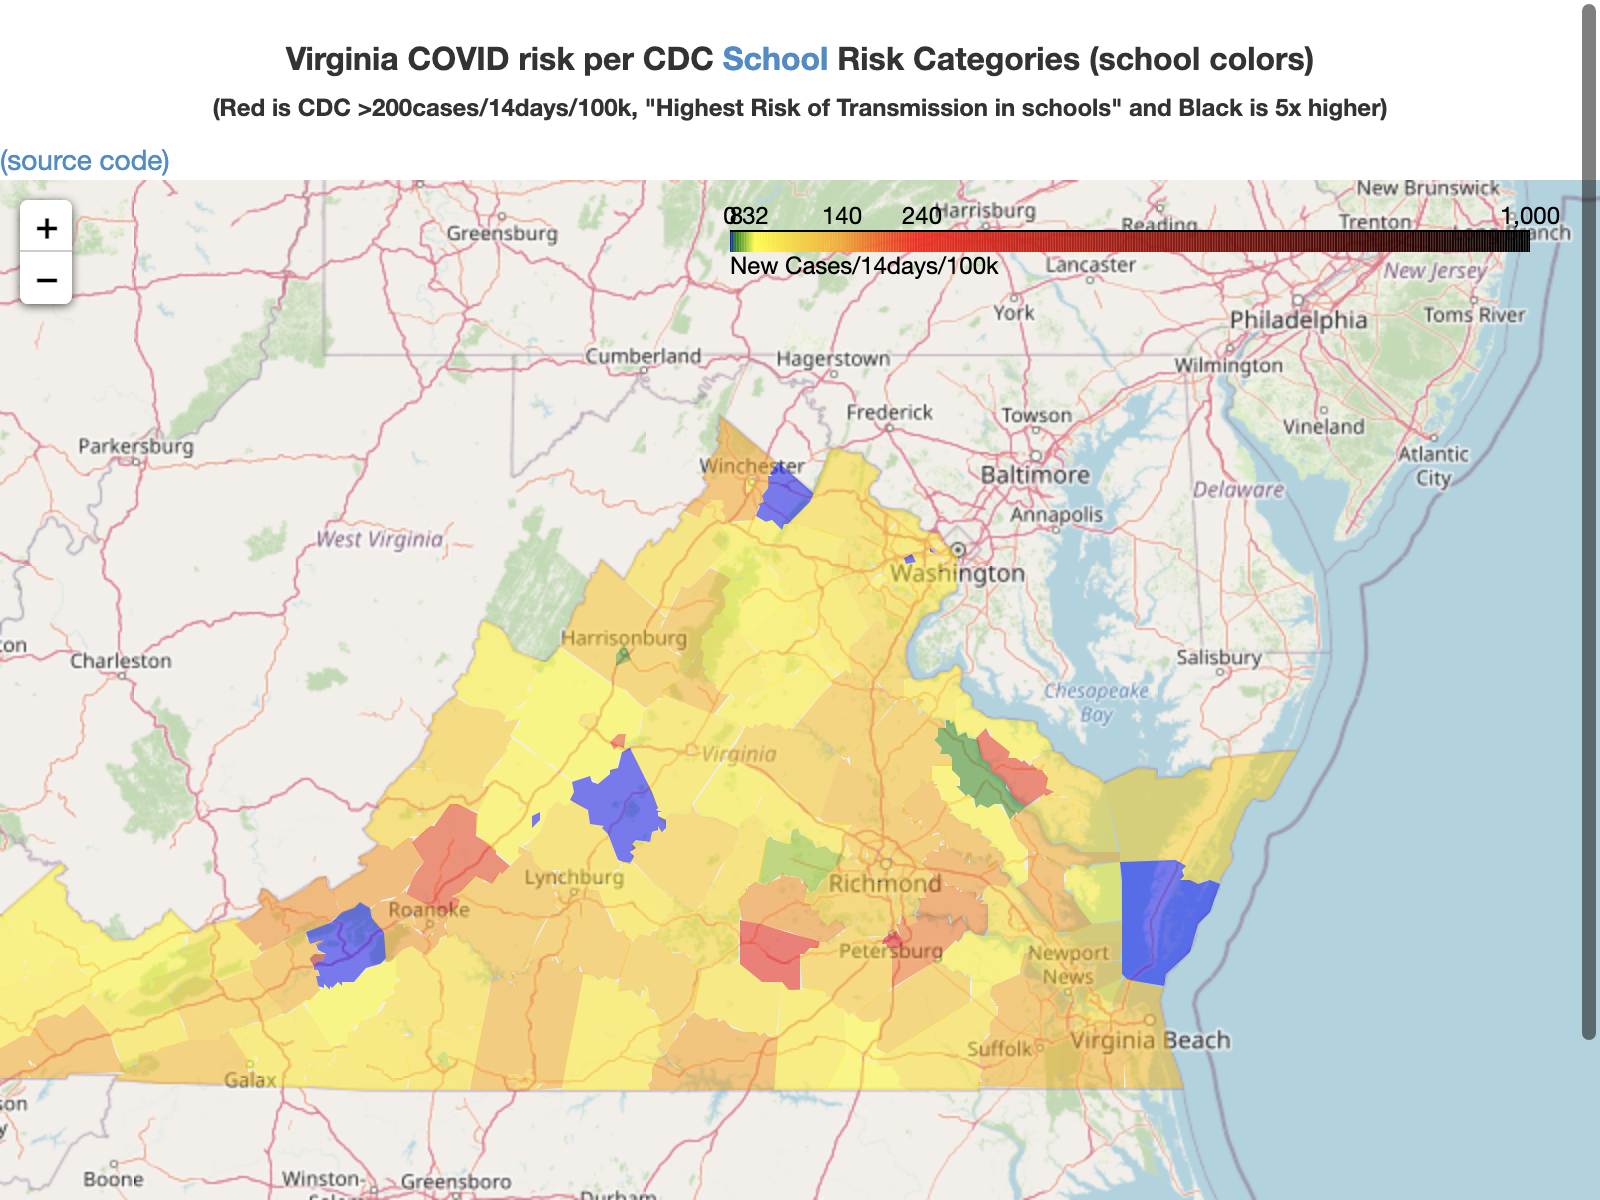 Virginia COVID risk per CDC School Risk Categories (school colors)
(Red is CDC >200cases/14days/100k, "Highest Risk of Transmission in schools" and Black is 5x higher)
(source code)
+
−
0 8 32 140 240 1,000
New Cases/14days/100k
New Brunswick
Harrisburg
Reading
Trenton
Long Branch
Greensburg
Lancaster
New Jersey
York
Philadelphia
Toms River
Cumberland
Hagerstown
Wilmington
Frederick
Towson
Vineland
Parkersburg
Winchester
Baltimore
Atlantic
City
Delaware
Annapolis
West Virginia
Washington
Harrisonburg
Charleston
Salisbury
Chesapeake
Bay
Virginia
Lynchburg
Richmond
Roanoke
Petersburg
Newport
News
Virginia Beach
Suffolk
Galax
Boone
Winston-
Greensboro
Durham